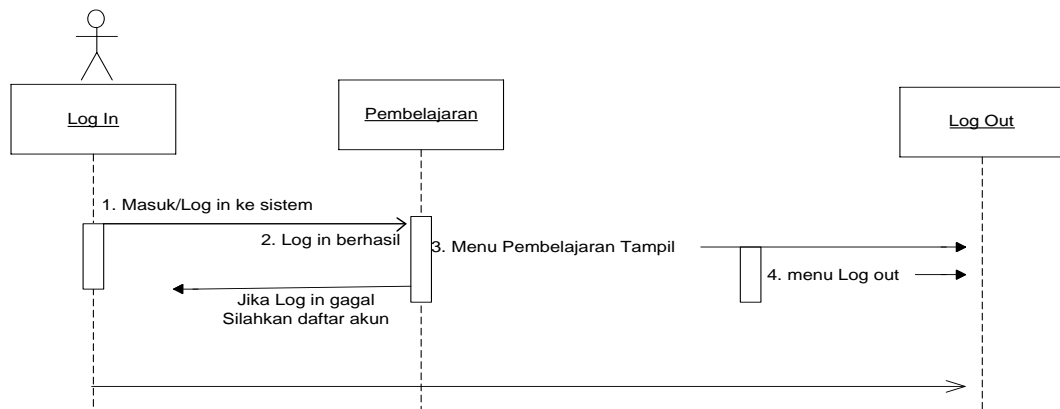 Log In
Pembelajaran
Log Out
1. Masuk/Log in ke sistem
2. Log in berhasil
3. Menu Pembelajaran Tampil
4. menu Log out
Jika Log in gagal
Silahkan daftar akun